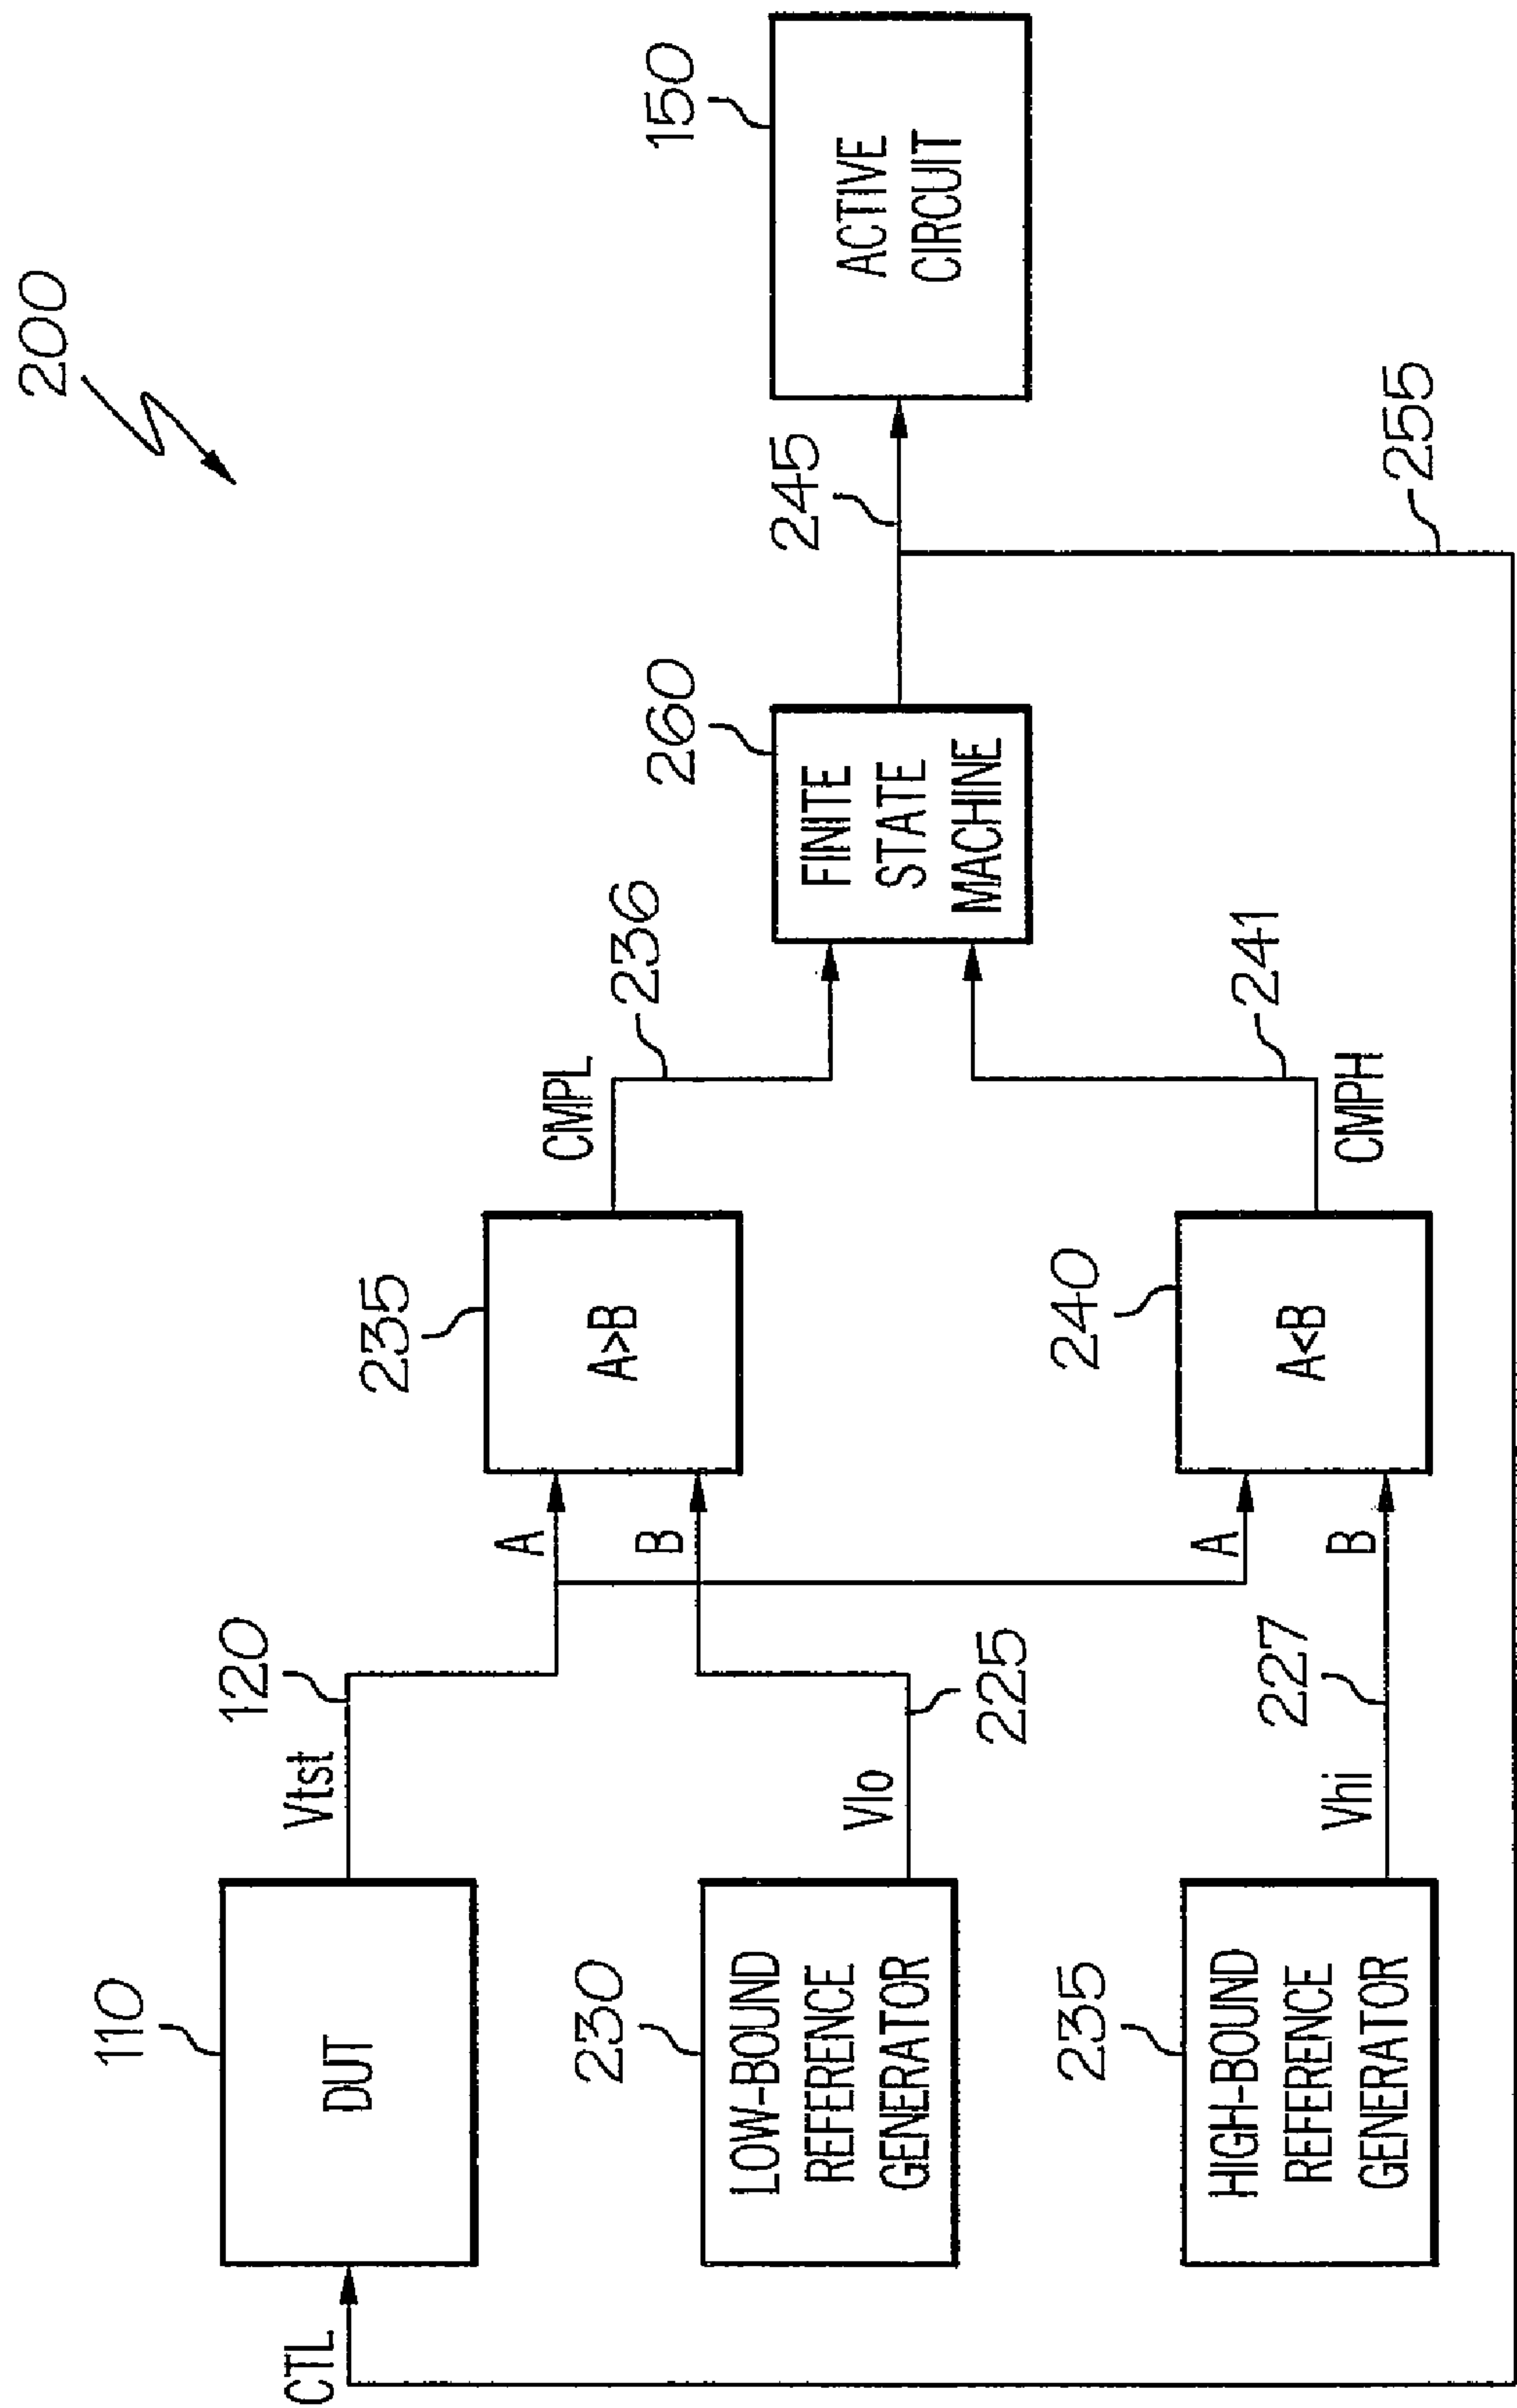 200
110
DUT
CTL
Vtst
120
230
LOW-BOUND
REFERENCE
GENERATOR
Vlo
225
235
HIGH-BOUND
REFERENCE
GENERATOR
Vhi
227
A
B
235
A>B
CMPL
236
A
B
240
A<B
CMPH
241
260
FINITE
STATE
MACHINE
245
255
150
ACTIVE
CIRCUIT